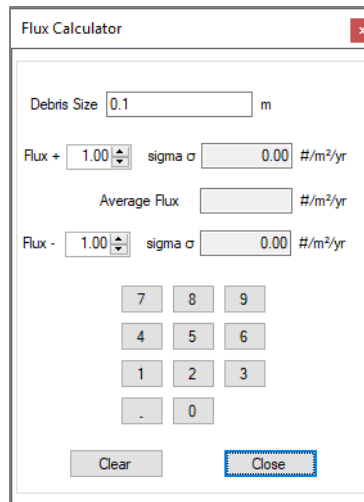 Flux Calculator x
Debris Size 0.1 m
Flux + 1.00 sigma σ 0.00 #/m²/yr
Average Flux #/m²/yr
Flux - 1.00 sigma σ 0.00 #/m²/yr
7 8 9
4 5 6
1 2 3
. 0
Clear Close